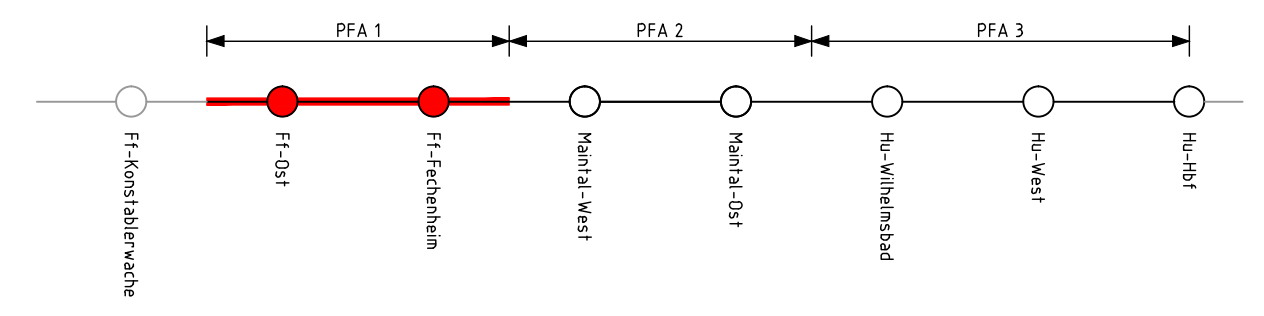 PFA 1
PFA 2
PFA 3
Ff-Konstablerwache
Ff-Ost
Ff-Fechenheim
Maintal-West
Maintal-Ost
Hu-Wilhelmsbad
Hu-West
Hu-Hbf